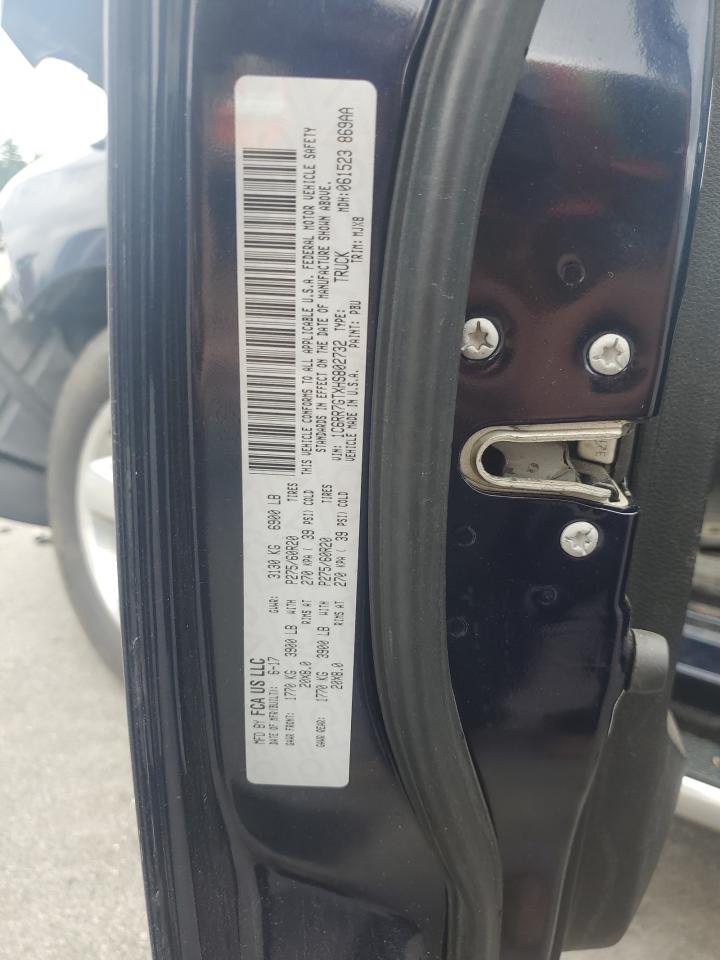 MFD BY FCA US LLC
DATE OF MFR(BUILT): 6-17 GVWR: 3130 KG 6900 LB
GAWR FRONT: 1770 KG 3900 LB WITH P275/60R20 TIRES
20X8.0 RIMS AT 270 KPA ( 39 PSI) COLD
GAWR REAR: 1770 KG 3900 LB WITH P275/60R20 TIRES
20X8.0 RIMS AT 270 KPA ( 39 PSI) COLD
THIS VEHICLE CONFORMS TO ALL APPLICABLE U.S.A. FEDERAL MOTOR VEHICLE SAFETY
STANDARDS IN EFFECT ON THE DATE OF MANUFACTURE SHOWN ABOVE.
VIN: 1C6RR7GTXHS802732 TYPE: TRUCK MDH:061523 869AA
VEHICLE MADE IN U.S.A. PAINT: PBU TRIM: MJX8